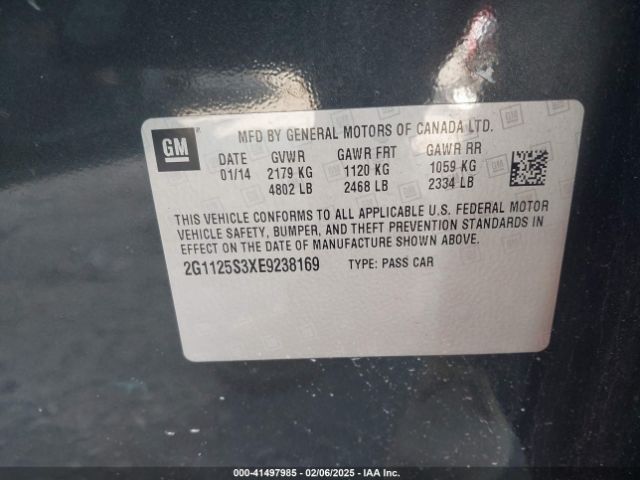 GM
MFD BY GENERAL MOTORS OF CANADA LTD.
DATE GVWR GAWR FRT GAWR RR
01/14 2179 KG 1120 KG 1059 KG
4802 LB 2468 LB 2334 LB
THIS VEHICLE CONFORMS TO ALL APPLICABLE U.S. FEDERAL MOTOR
VEHICLE SAFETY, BUMPER, AND THEFT PREVENTION STANDARDS IN
EFFECT ON THE DATE OF MANUFACTURE SHOWN ABOVE.
2G1125S3XE9238169 TYPE: PASS CAR
000-41497985 - 02/06/2025 - IAA Inc.